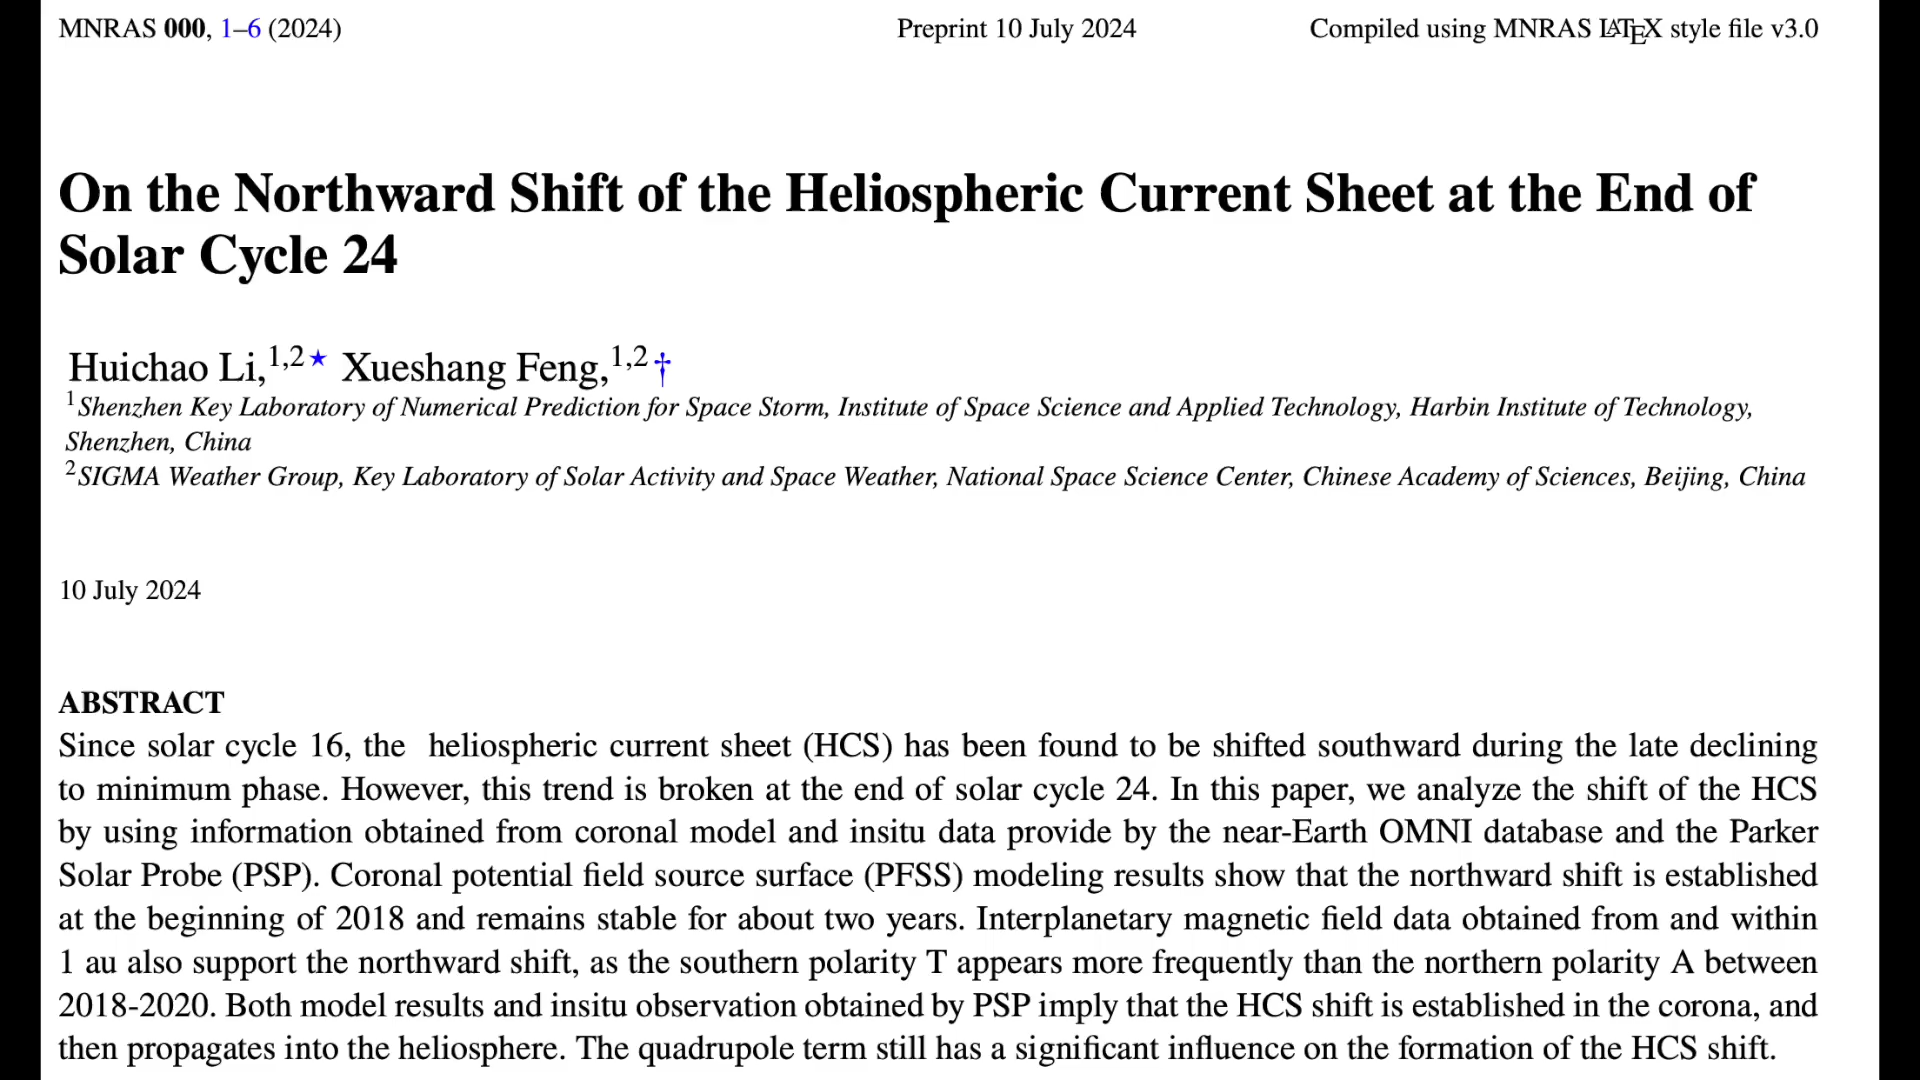 MNRAS 000, 1–6 (2024) Preprint 10 July 2024 Compiled using MNRAS LATEX style file v3.0
On the Northward Shift of the Heliospheric Current Sheet at the End of
Solar Cycle 24
Huichao Li,1,2★ Xueshang Feng,1,2†
1Shenzhen Key Laboratory of Numerical Prediction for Space Storm, Institute of Space Science and Applied Technology, Harbin Institute of Technology,
Shenzhen, China
2SIGMA Weather Group, Key Laboratory of Solar Activity and Space Weather, National Space Science Center, Chinese Academy of Sciences, Beijing, China
10 July 2024
ABSTRACT
Since solar cycle 16, the heliospheric current sheet (HCS) has been found to be shifted southward during the late declining
to minimum phase. However, this trend is broken at the end of solar cycle 24. In this paper, we analyze the shift of the HCS
by using information obtained from coronal model and insitu data provide by the near-Earth OMNI database and the Parker
Solar Probe (PSP). Coronal potential field source surface (PFSS) modeling results show that the northward shift is established
at the beginning of 2018 and remains stable for about two years. Interplanetary magnetic field data obtained from and within
1 au also support the northward shift, as the southern polarity T appears more frequently than the northern polarity A between
2018-2020. Both model results and insitu observation obtained by PSP imply that the HCS shift is established in the corona, and
then propagates into the heliosphere. The quadrupole term still has a significant influence on the formation of the HCS shift.